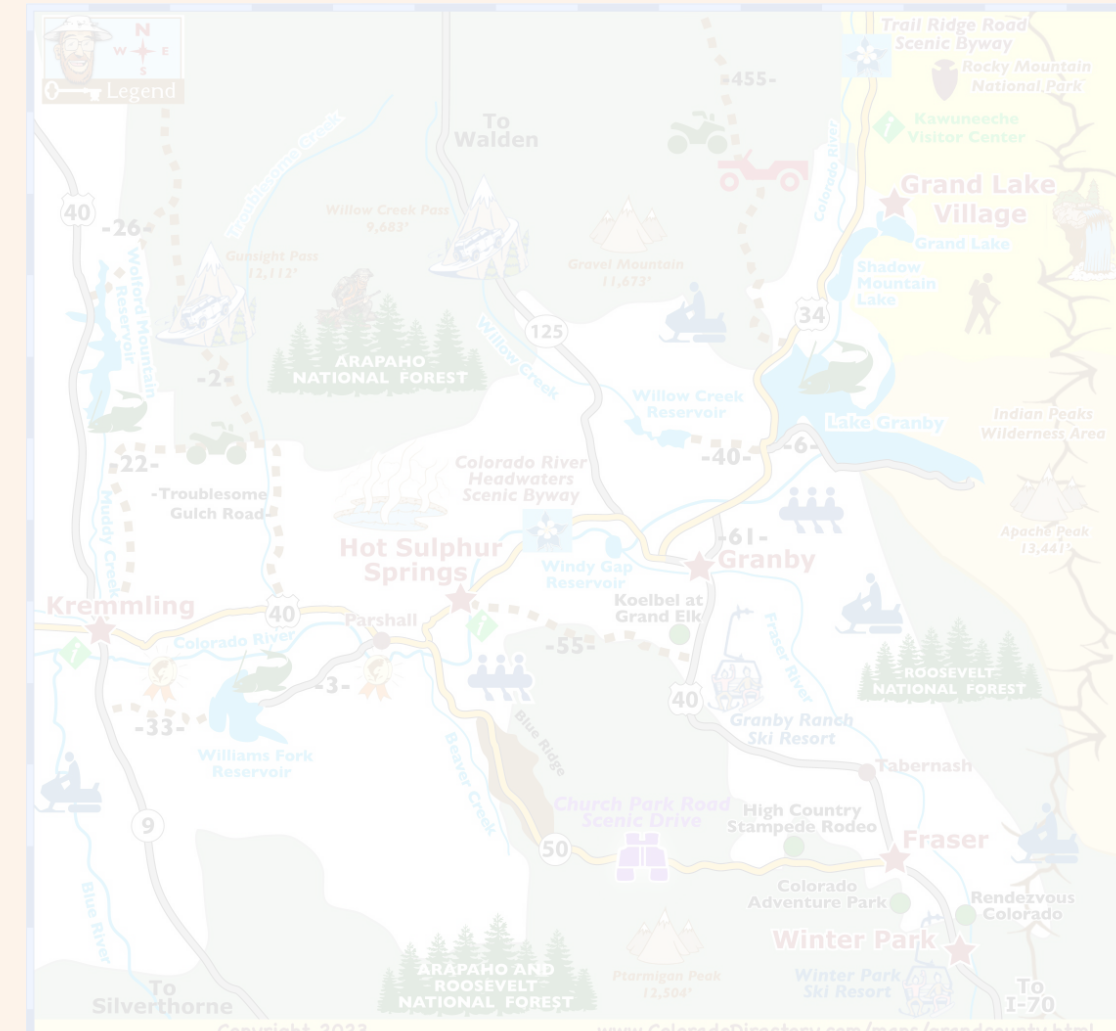 N
W E
S
Legend
Trail Ridge Road
Scenic Byway
Rocky Mountain
National Park
-455-
To
Walden
Kawuneeche
Visitor Center
Troublesome Creek
Colorado River
Grand Lake
Village
40
-26-
Willow Creek Pass
9,683'
Grand Lake
Gunsight Pass
12,112'
Gravel Mountain
11,673'
Shadow
Mountain
Lake
Wolford Mountain
Reservoir
34
125
Willow Creek
ARAPAHO
NATIONAL FOREST
-2-
Willow Creek
Reservoir
Indian Peaks
Wilderness Area
Lake Granby
-40-
-6-
-22-
Colorado River
Headwaters
Scenic Byway
-Troublesome
Gulch Road-
Muddy Creek
Apache Peak
13,441'
-61-
Hot Sulphur
Springs
Granby
Windy Gap
Reservoir
Kremmling
40
Koelbel at
Grand Elk
Parshall
Colorado River
-55-
Fraser River
ROOSEVELT
NATIONAL FOREST
-3-
40
-33-
Blue Ridge
Granby Ranch
Ski Resort
Williams Fork
Reservoir
Beaver Creek
Tabernash
Church Park Road
Scenic Drive
High Country
Stampede Rodeo
9
50
Fraser
Blue River
Colorado
Adventure Park
Rendezvous
Colorado
Winter Park
ARAPAHO AND
ROOSEVELT
NATIONAL FOREST
Ptarmigan Peak
12,504'
Winter Park
Ski Resort
To
Silverthorne
To
I-70
Copyright 2023